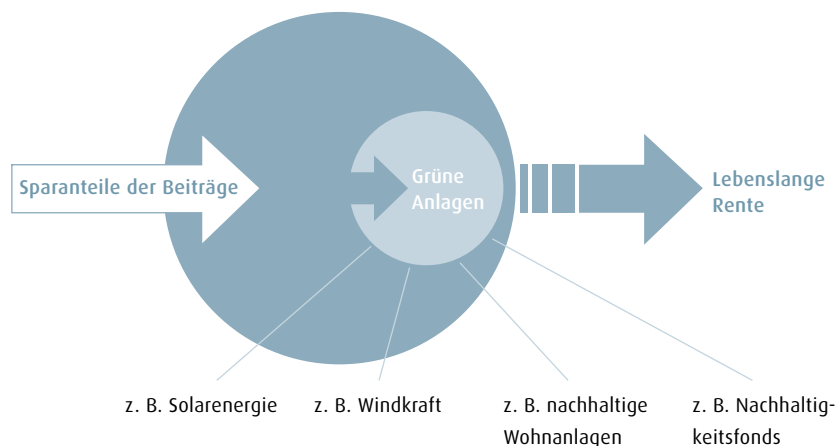 Sparanteile der Beiträge
Grüne
Anlagen
Lebenslange
Rente
z. B. Solarenergie
z. B. Windkraft
z. B. nachhaltige
Wohnanlagen
z. B. Nachhaltig-
keitsfonds